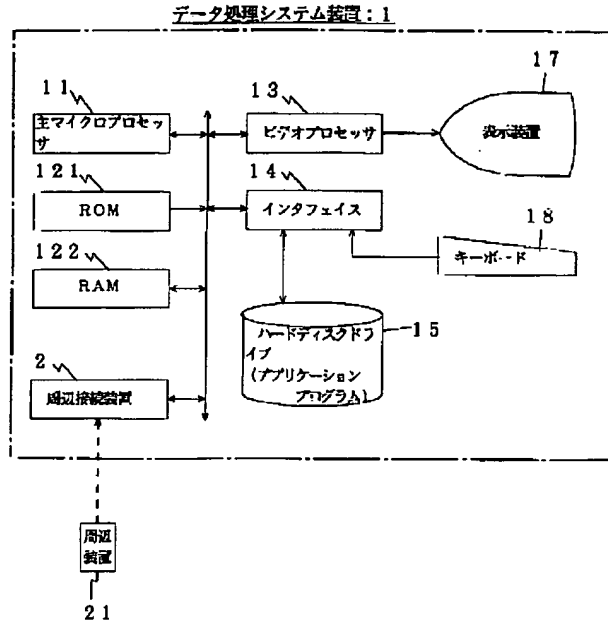 データ処理システム装置:1
11
主マイクロプロセッ
サ
13
ビデオプロセッサ
17
表示装置
121
ROM
14
インタフェイス
122
RAM
18
キーボード
ハードディスクドラ
イブ
(アプリケーション
プログラム)
15
2
周辺接続装置
周辺
装置
21